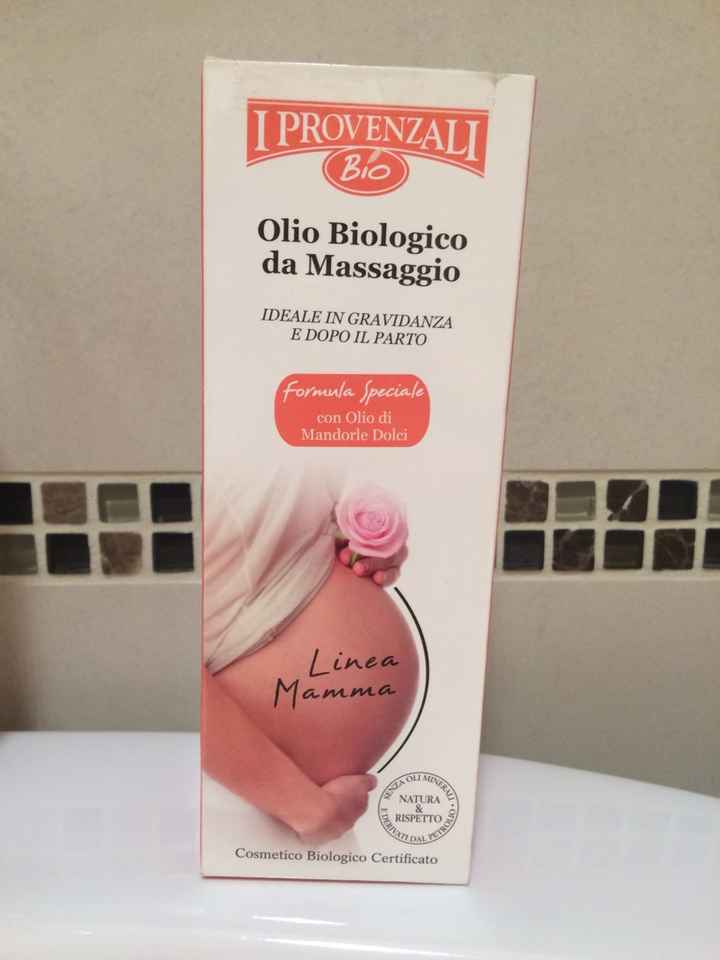 I PROVENZALI
Bio
Olio Biologico
da Massaggio
IDEALE IN GRAVIDANZA
E DOPO IL PARTO
Formula Speciale
con Olio di
Mandorle Dolci
Linea
Mamma
SENZA OLI MINERALI
E DERIVATI DAL PETROLIO
NATURA
&
RISPETTO
Cosmetico Biologico Certificato